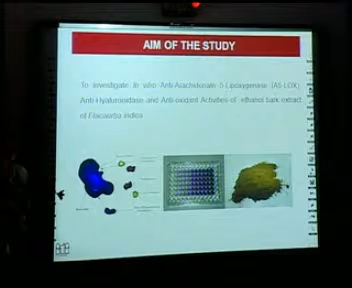 AIM OF THE STUDY
To investigate In vitro Anti-Arachidonate 5-Lipoxygenase (A5-LOX),
Anti-Hyaluronidase and Anti-oxidant Activities of ethanol bark extract
of Flacourtia indica